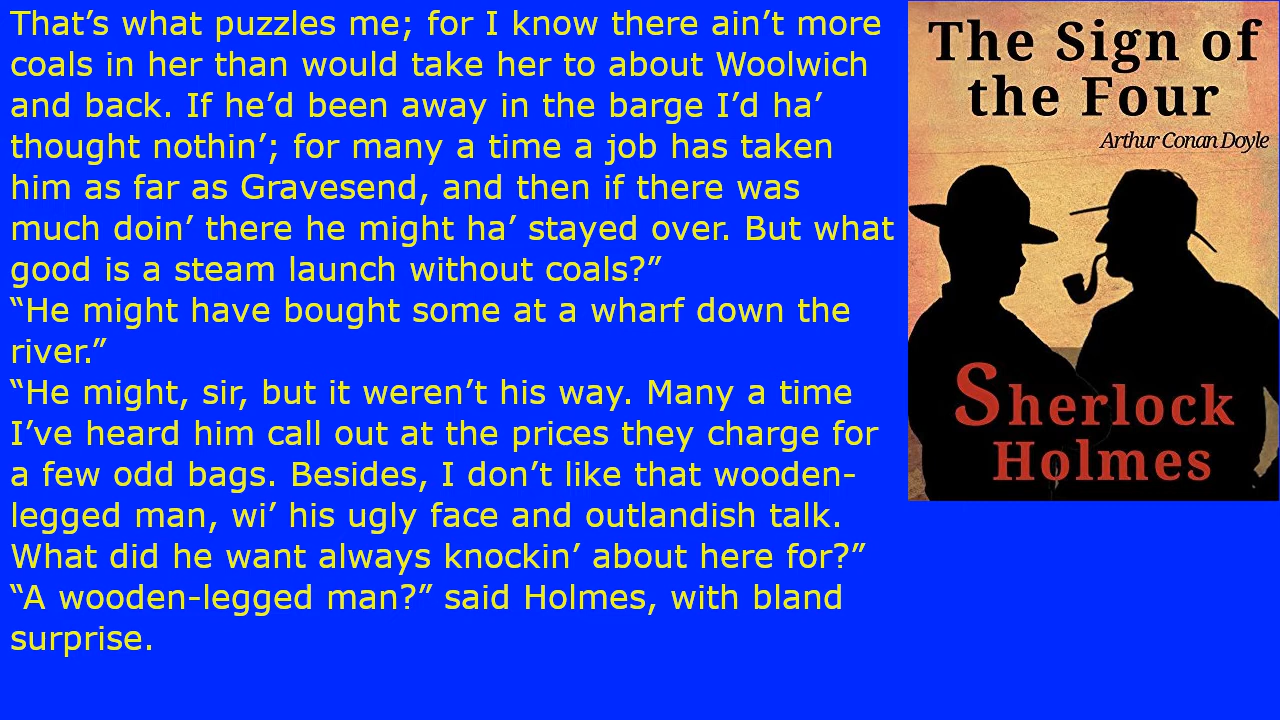 That’s what puzzles me; for I know there ain’t more
coals in her than would take her to about Woolwich
and back. If he’d been away in the barge I’d ha’
thought nothin’; for many a time a job has taken
him as far as Gravesend, and then if there was
much doin’ there he might ha’ stayed over. But what
good is a steam launch without coals?”
“He might have bought some at a wharf down the
river.”
“He might, sir, but it weren’t his way. Many a time
I’ve heard him call out at the prices they charge for
a few odd bags. Besides, I don’t like that wooden-
legged man, wi’ his ugly face and outlandish talk.
What did he want always knockin’ about here for?”
“A wooden-legged man?” said Holmes, with bland
surprise.
The Sign of
the Four
Arthur Conan Doyle
Sherlock
Holmes